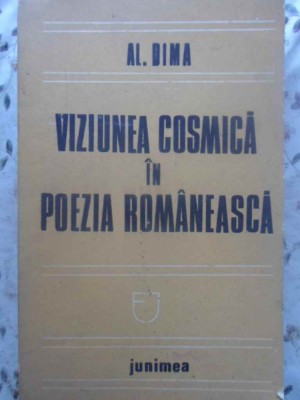 AL. DIMA
VIZIUNEA COSMICĂ
ÎN
POEZIA ROMÂNEASCĂ
junimea